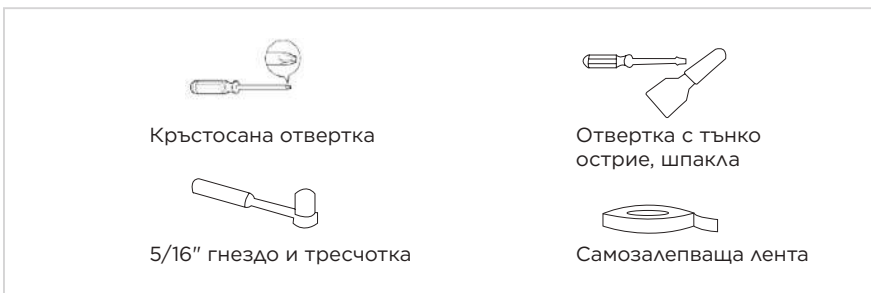 Кръстосана отвертка
Отвертка с тънко
острие, шпакла
5/16" гнездо и тресчотка
Самозалепваща лента